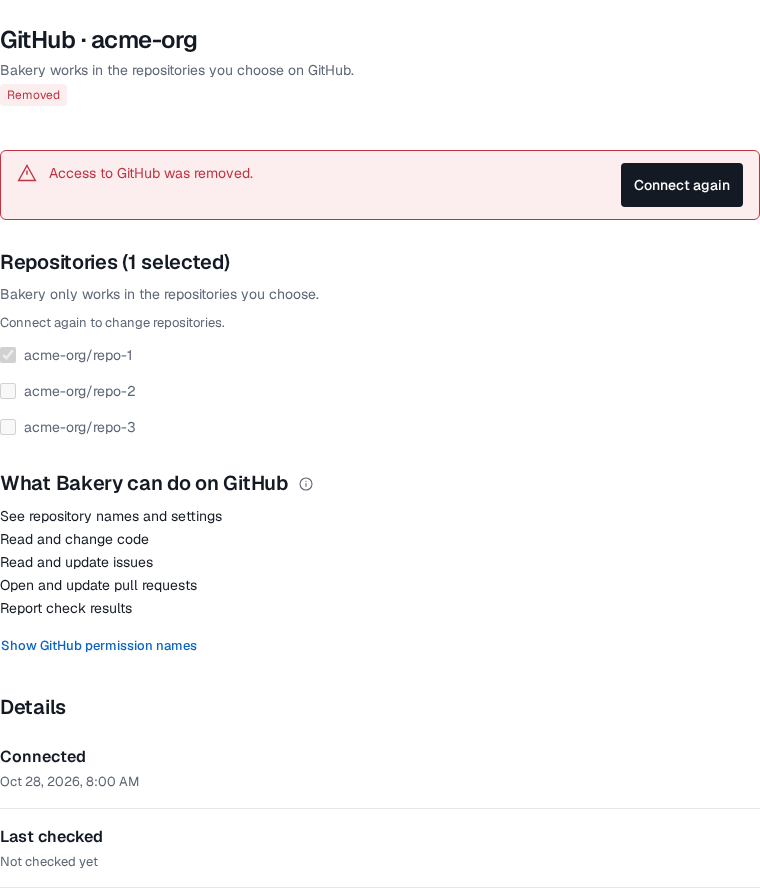 GitHub · acme-org
Bakery works in the repositories you choose on GitHub.
Removed
Access to GitHub was removed.
Connect again
Repositories (1 selected)
Bakery only works in the repositories you choose.
Connect again to change repositories.
acme-org/repo-1
acme-org/repo-2
acme-org/repo-3
What Bakery can do on GitHub
See repository names and settings
Read and change code
Read and update issues
Open and update pull requests
Report check results
Show GitHub permission names
Details
Connected
Oct 28, 2026, 8:00 AM
Last checked
Not checked yet